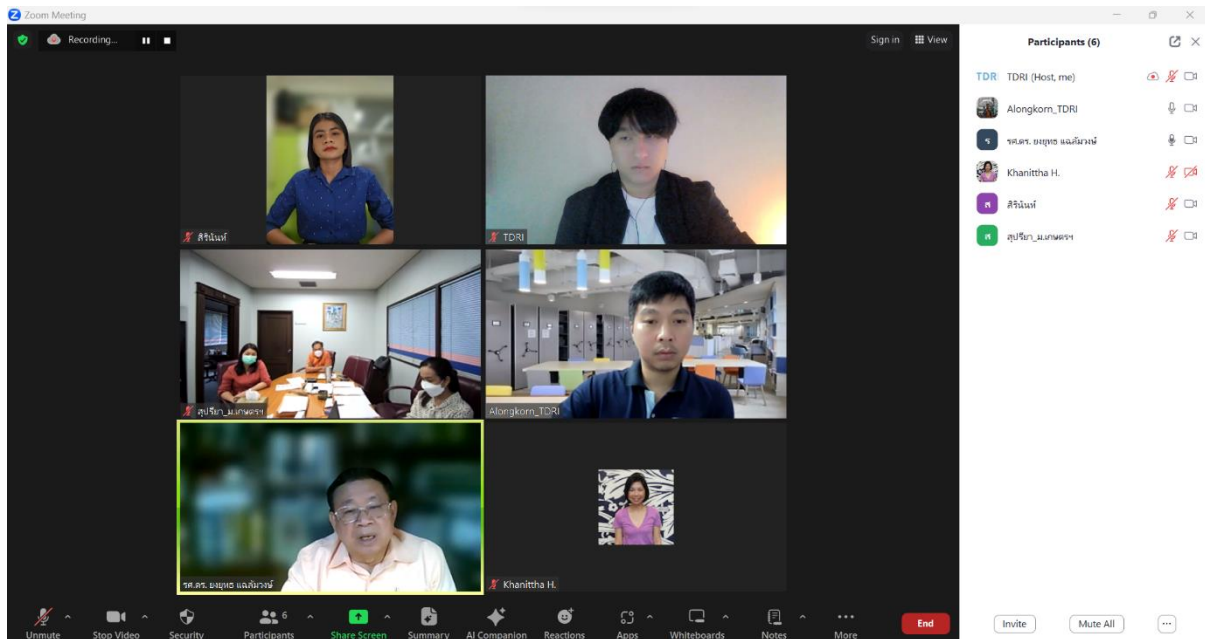 Zoom Meeting
Recording...
Sign in
View
Participants (6)
TDR
TDRI (Host, me)
Alongkorn_TDRI
ร
รศ.ดร. ยงยุทธ แฉล้มวงษ์
Khanittha H.
ส
สิรินันท์
ส
สุปรียา_ม.เกษตรฯ
สิรินันท์
TDRI
สุปรียา_ม.เกษตรฯ
Alongkorn_TDRI
รศ.ดร. ยงยุทธ แฉล้มวงษ์
Khanittha H.
Unmute
Stop Video
Security
6
Participants
Share Screen
Summary
AI Companion
Reactions
Apps
Whiteboards
Notes
More
End
Invite
Mute All